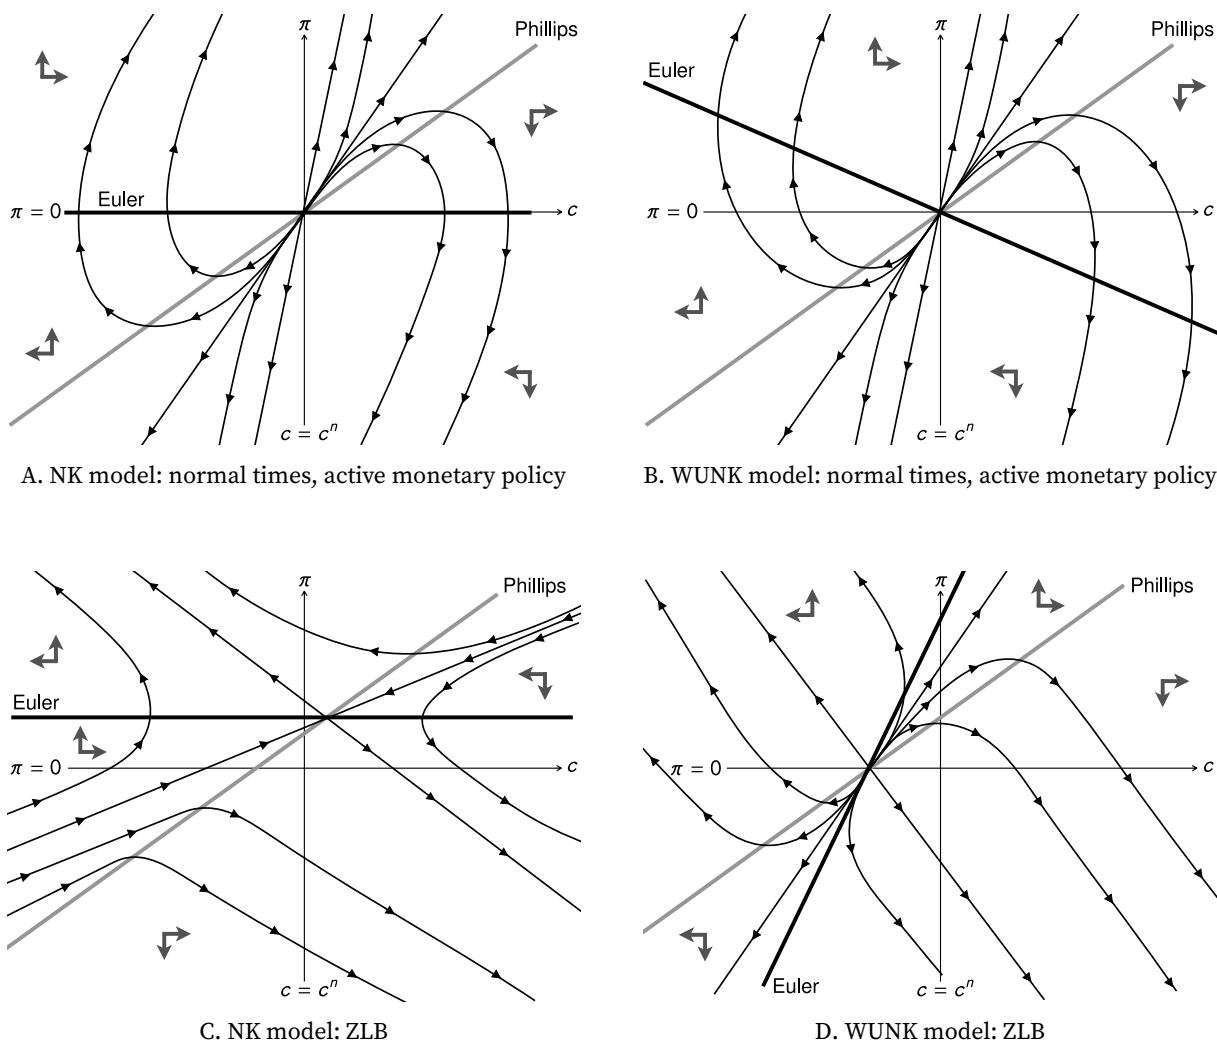 π
Phillips
Euler
π = 0
c
c = cⁿ
A. NK model: normal times, active monetary policy
π
Phillips
Euler
π = 0
c
c = cⁿ
B. WUNK model: normal times, active monetary policy
π
Phillips
Euler
π = 0
c
c = cⁿ
C. NK model: ZLB
π
Phillips
π = 0
c
Euler
c = cⁿ
D. WUNK model: ZLB